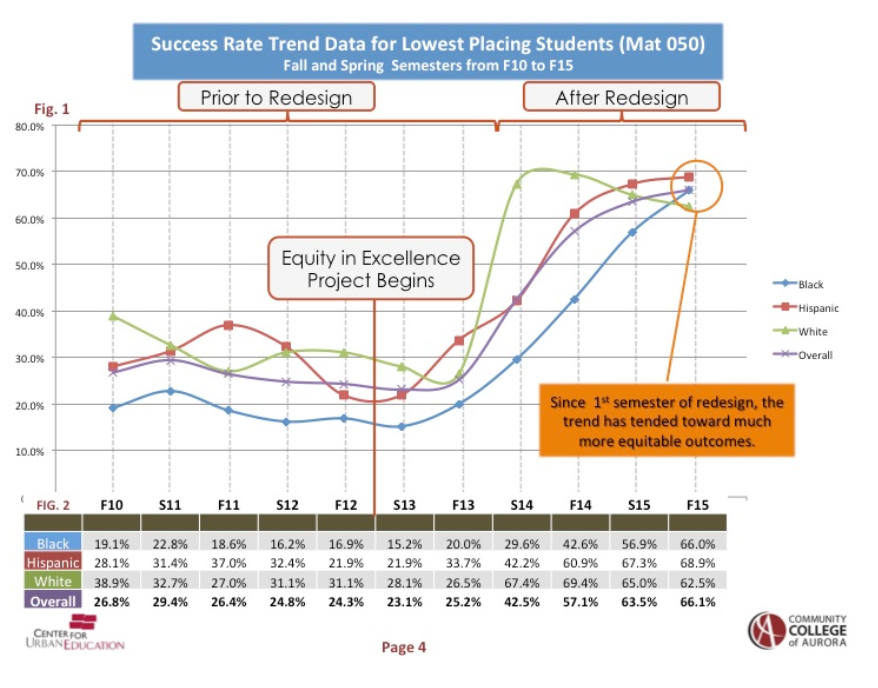 Success Rate Trend Data for Lowest Placing Students (Mat 050)
Fall and Spring Semesters from F10 to F15
Prior to Redesign
After Redesign
Fig. 1
80.0%
70.0%
60.0%
50.0%
40.0%
30.0%
20.0%
10.0%
Equity in Excellence
Project Begins
Black
Hispanic
White
Overall
Since 1st semester of redesign, the
trend has tended toward much
more equitable outcomes.
FIG. 2 F10 S11 F11 S12 F12 S13 F13 S14 F14 S15 F15
Black 19.1% 22.8% 18.6% 16.2% 16.9% 15.2% 20.0% 29.6% 42.6% 56.9% 66.0%
Hispanic 28.1% 31.4% 37.0% 32.4% 21.9% 21.9% 33.7% 42.2% 60.9% 67.3% 68.9%
White 38.9% 32.7% 27.0% 31.1% 31.1% 28.1% 26.5% 67.4% 69.4% 65.0% 62.5%
Overall 26.8% 29.4% 26.4% 24.8% 24.3% 23.1% 25.2% 42.5% 57.1% 63.5% 66.1%
CENTER FOR
URBANEDUCATION
Page 4
COMMUNITY
COLLEGE
of AURORA